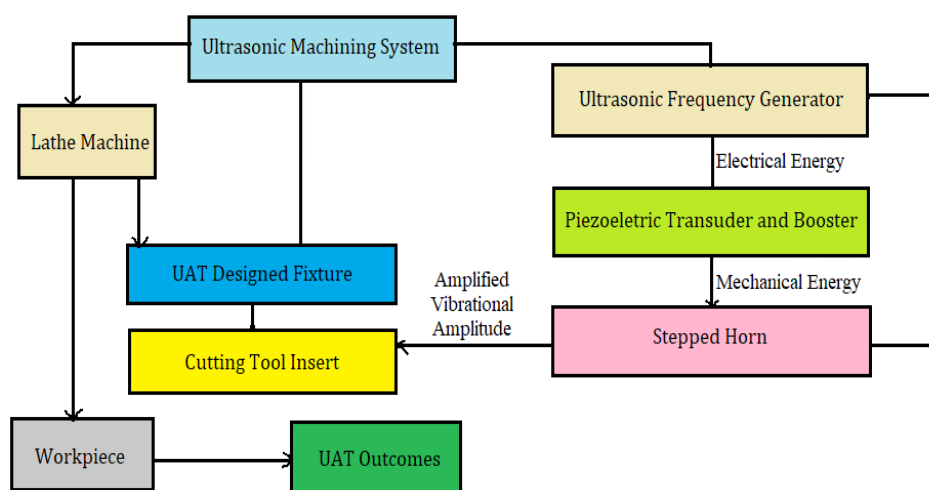 Ultrasonic Machining System
Ultrasonic Frequency Generator
Lathe Machine
Electrical Energy
Piezoeletric Transuder and Booster
UAT Designed Fixture
Mechanical Energy
Amplified
Vibrational
Amplitude
Stepped Horn
Cutting Tool Insert
Workpiece
UAT Outcomes